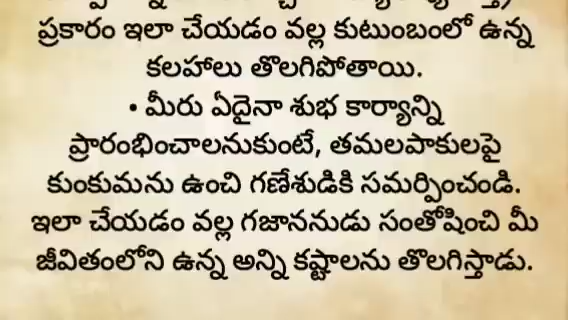 ప్రకారం ఇలా చేయడం వల్ల కుటుంబంలో ఉన్న
కలహాలు తొలగిపోతాయి.
• మీరు ఏదైనా శుభ కార్యాన్ని
ప్రారంభించాలనుకుంటే, తమలపాకులపై
కుంకుమను ఉంచి గణేశుడికి సమర్పించండి.
ఇలా చేయడం వల్ల గజాననుడు సంతోషించి మీ
జీవితంలోని ఉన్న అన్ని కష్టాలను తొలగిస్తాడు.